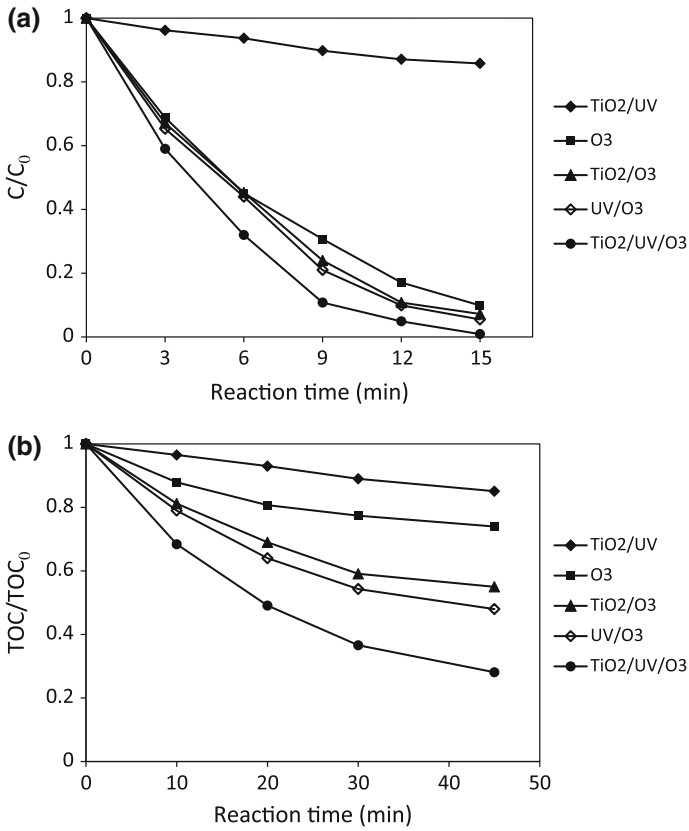 (a)
1
0.8
0.6
0.4
0.2
0
C/C0
0 3 6 9 12 15
Reaction time (min)
TiO2/UV
O3
TiO2/O3
UV/O3
TiO2/UV/O3
(b)
1
0.8
0.6
0.4
0.2
0
TOC/TOC0
0 10 20 30 40 50
Reaction time (min)
TiO2/UV
O3
TiO2/O3
UV/O3
TiO2/UV/O3